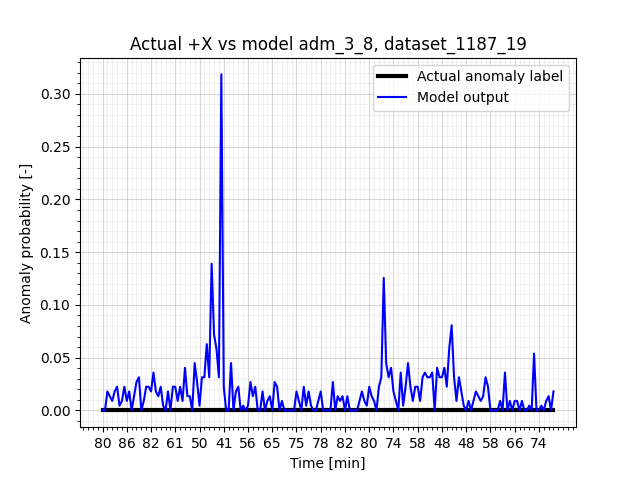 Actual +X vs model adm_3_8, dataset_1187_19
Actual anomaly label
Model output
Anomaly probability [-]
0.30
0.25
0.20
0.15
0.10
0.05
0.00
80 86 82 61 50 41 56 65 75 78 82 80 74 58 48 48 58 66 74
Time [min]